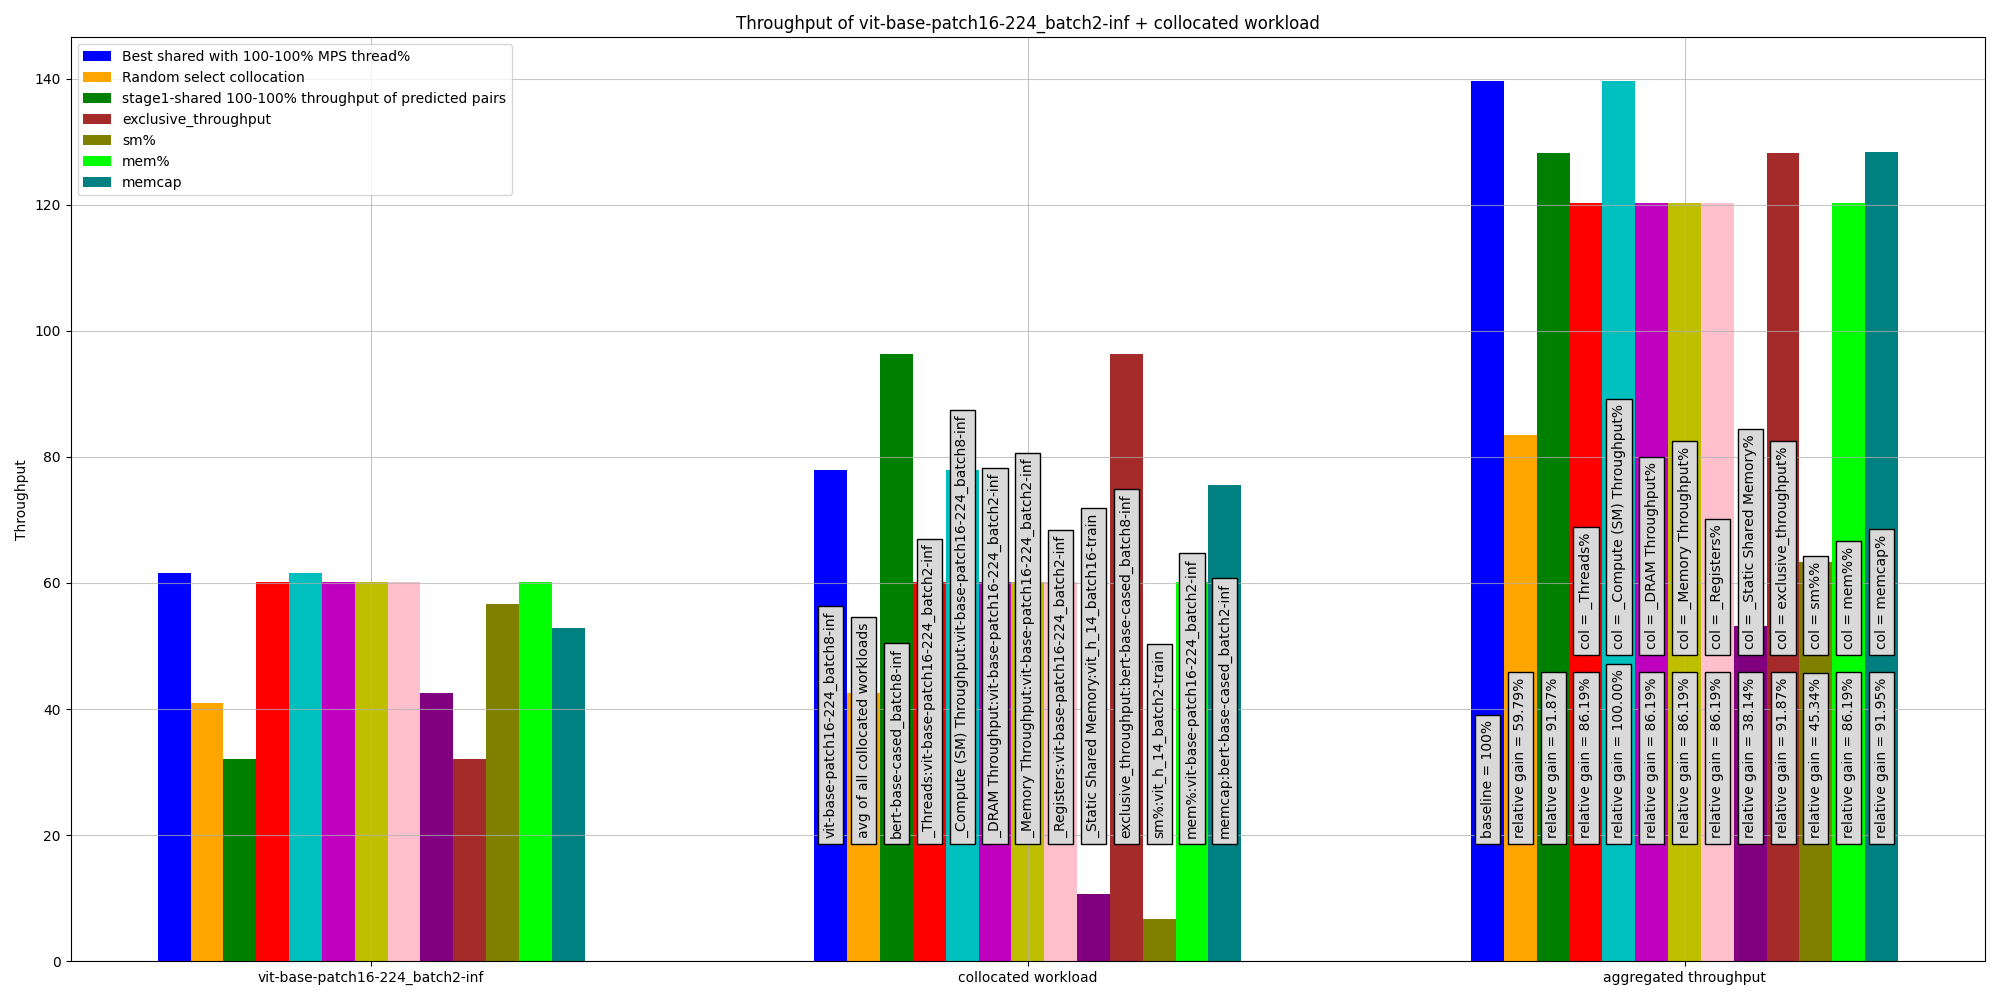 Throughput of vit-base-patch16-224_batch2-inf + collocated workload
Best shared with 100-100% MPS thread%
Random select collocation
stage1-shared 100-100% throughput of predicted pairs
exclusive_throughput
sm%
mem%
memcap
Throughput
140
120
100
80
60
40
20
0
vit-base-patch16-224_batch8-inf
avg of all collocated workloads
bert-base-cased_batch8-inf
_Threads:vit-base-patch16-224_batch2-inf
_Compute (SM) Throughput:vit-base-patch16-224_batch8-inf
_DRAM Throughput:vit-base-patch16-224_batch2-inf
_Memory Throughput:vit-base-patch16-224_batch2-inf
_Registers:vit-base-patch16-224_batch2-inf
_Static Shared Memory:vit_h_14_batch16-train
exclusive_throughput:bert-base-cased_batch8-inf
sm%:vit_h_14_batch2-train
mem%:vit-base-patch16-224_batch2-inf
memcap:bert-base-cased_batch2-inf
col = _Threads%
col = _Compute (SM) Throughput%
col = _DRAM Throughput%
col = _Memory Throughput%
col = _Registers%
col = _Static Shared Memory%
col = exclusive_throughput%
col = sm%%
col = mem%%
col = memcap%
baseline = 100%
relative gain = 59.79%
relative gain = 91.87%
relative gain = 86.19%
relative gain = 100.00%
relative gain = 86.19%
relative gain = 86.19%
relative gain = 86.19%
relative gain = 38.14%
relative gain = 91.87%
relative gain = 45.34%
relative gain = 86.19%
relative gain = 91.95%
vit-base-patch16-224_batch2-inf
collocated workload
aggregated throughput